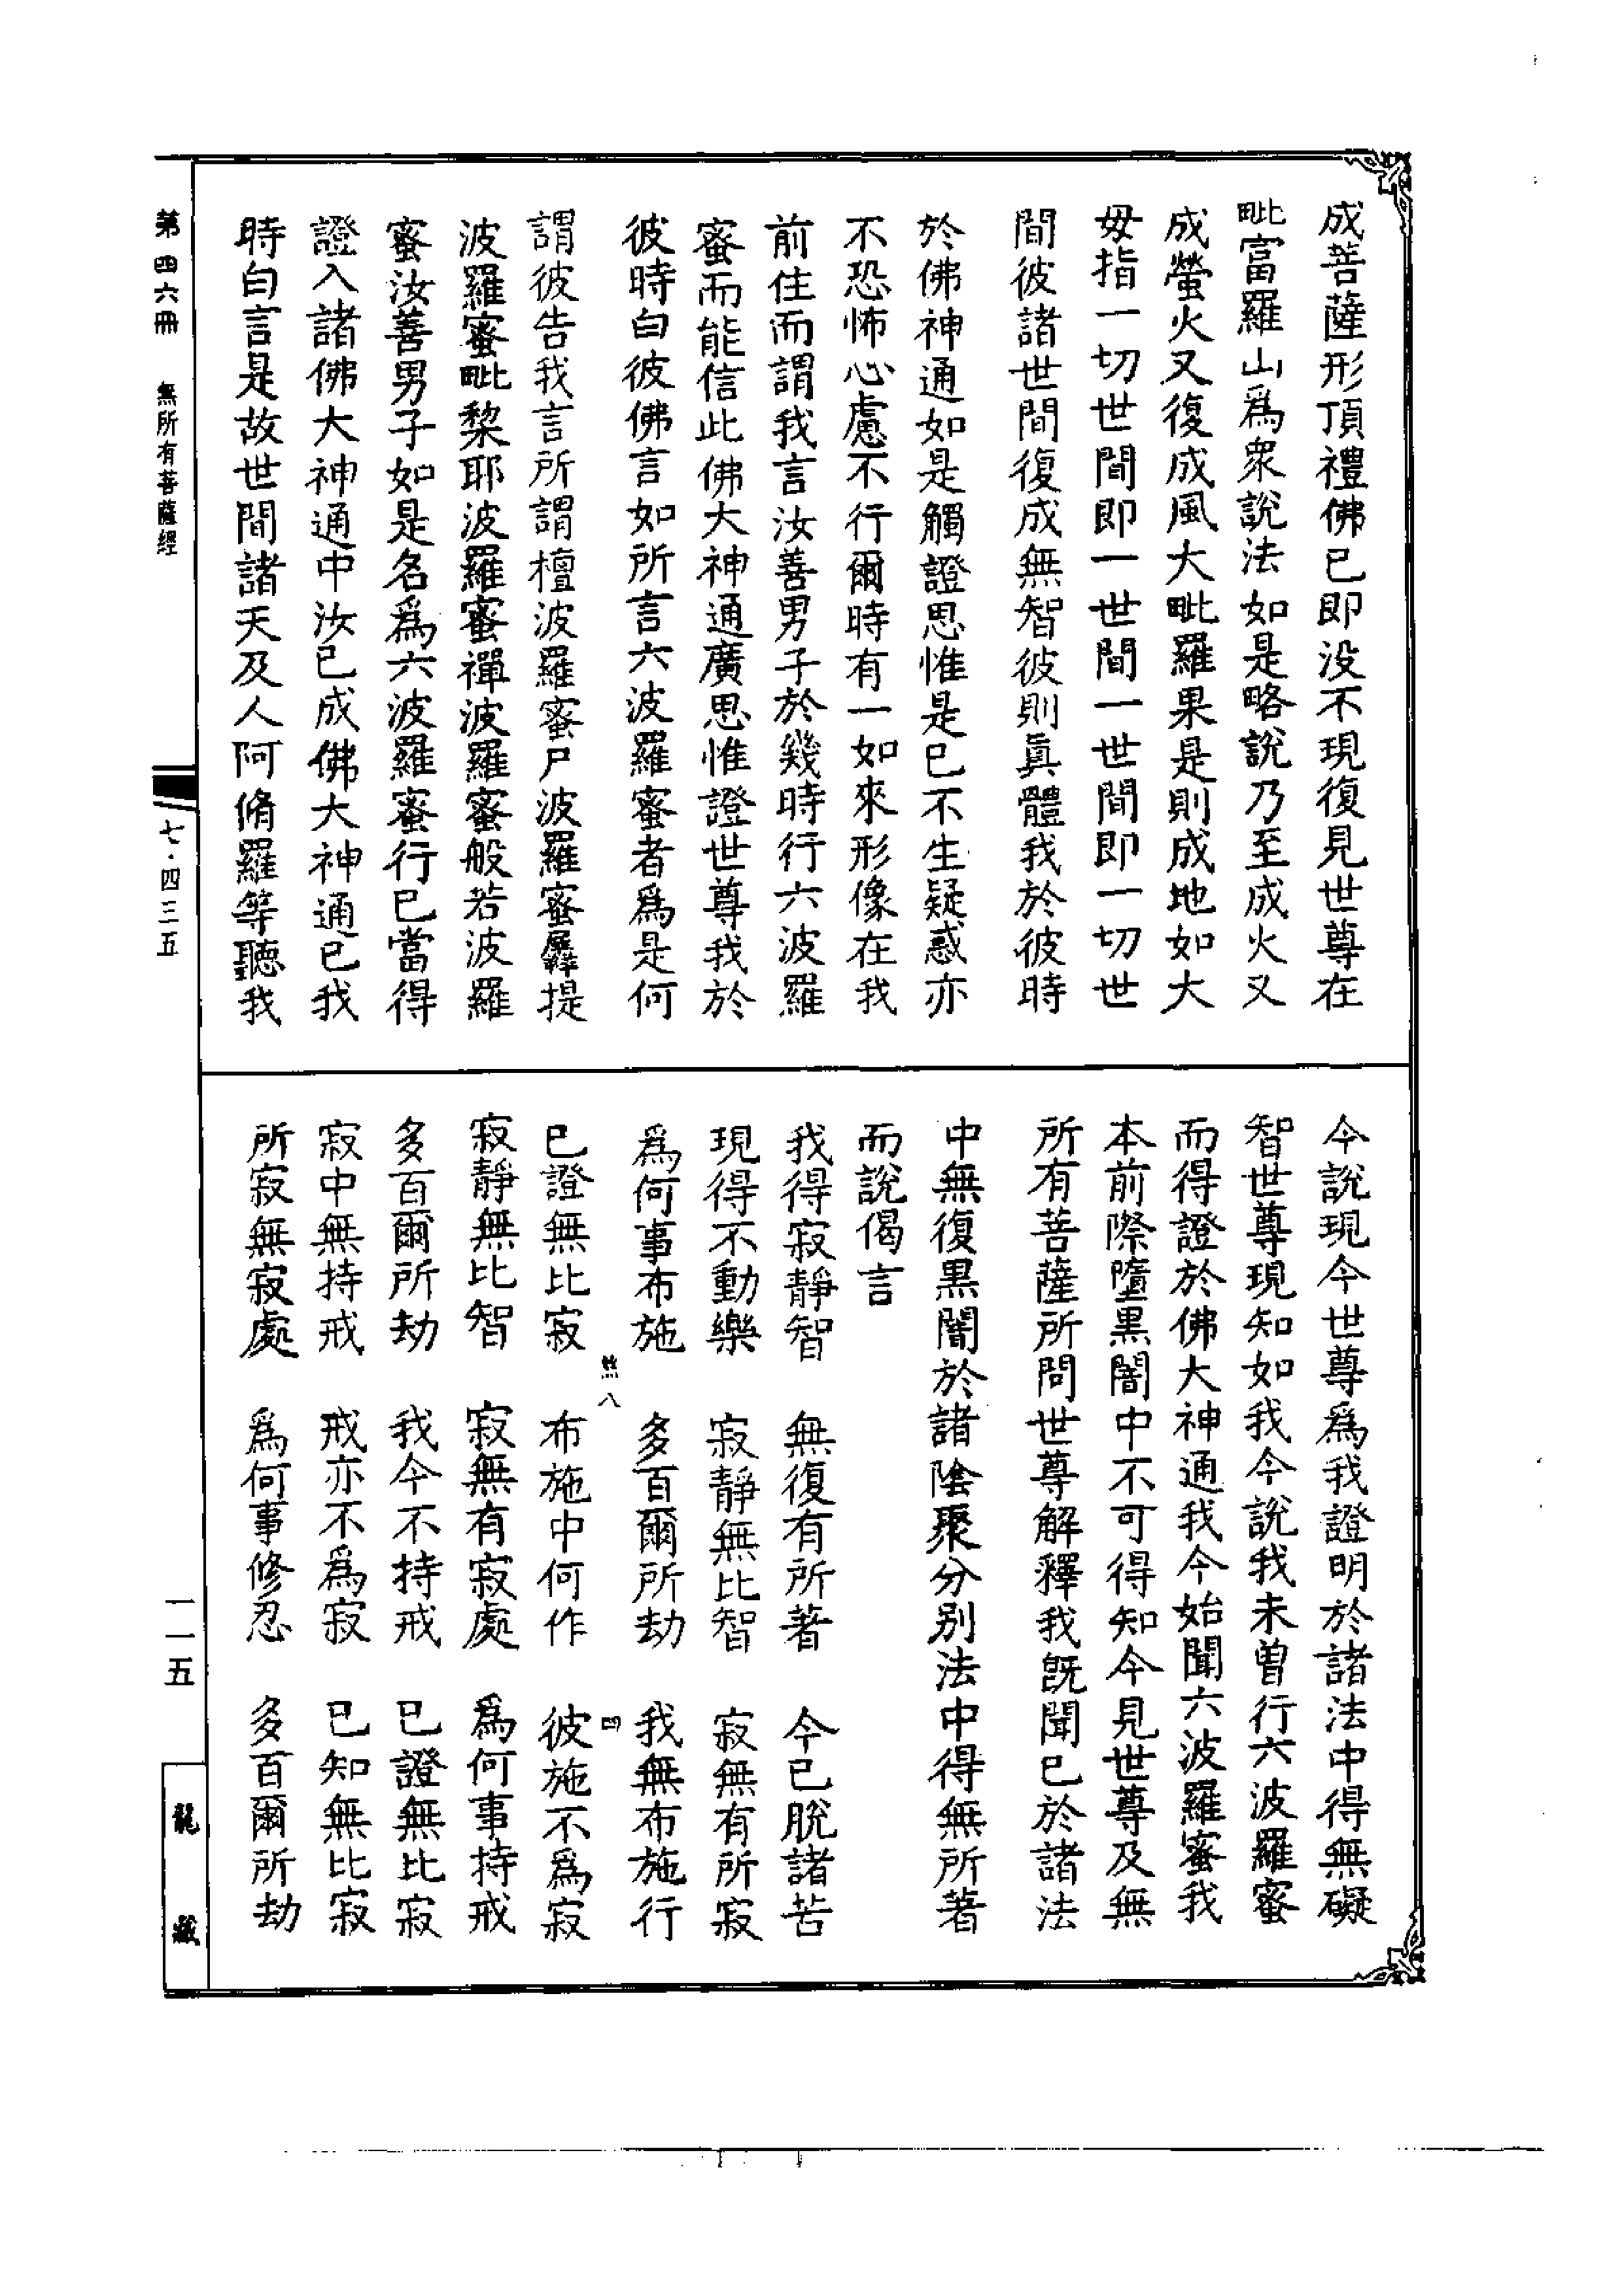 成菩薩形頂禮佛已即没不現復見世尊在
毗富羅山爲衆說法如是略說乃至成火又
成螢火又復成風大毗羅果是則成地如大
毋指一切世間即一世間一世間即一切世
間彼諸世間復成無智彼則眞體我於彼時
於佛神通如是觸證思惟是已不生疑惑亦
不恐怖心慮不行爾時有一如來形像在我
前住而謂我言汝善男子於幾時行六波羅
蜜而能信此佛大神通廣思惟證世尊我於
彼時白彼佛言如所言六波羅蜜者爲是何
謂彼告我言所謂檀波羅蜜尸波羅蜜羼提
波羅蜜毗棃耶波羅蜜禪波羅蜜般若波羅
蜜汝善男子如是名爲六波羅蜜行已當得
證入諸佛大神通中汝已成佛大神通已我
時白言是故世間諸天及人阿脩羅等聽我
今說現今世尊爲我證明於諸法中得無礙
智世尊現知如我今說我未曾行六波羅蜜
而得證於佛大神通我今始聞六波羅蜜我
本前際墮黒闇中不可得知今見世尊及無
所有菩薩所問世尊解釋我旣聞已於諸法
中無復黒闇於諸陰聚分別法中得無所著
而說偈言
我得寂靜智　無復有所著　今已脫諸苦
現得不動樂　寂靜無比智　寂無有所寂
爲何事布施　多百爾所劫　我無布施行
已證無比寂　布施中何作　彼施不爲寂
寂靜無比智　寂無有寂處　爲何事持戒
多百爾所劫　我今不持戒　已證無比寂
寂中無持戒　戒亦不爲寂　已知無比寂
所寂無寂處　爲何事修忍　多百爾所劫
八　四
第四六冊　無所有菩薩經
七·四三五
一一五
龍藏